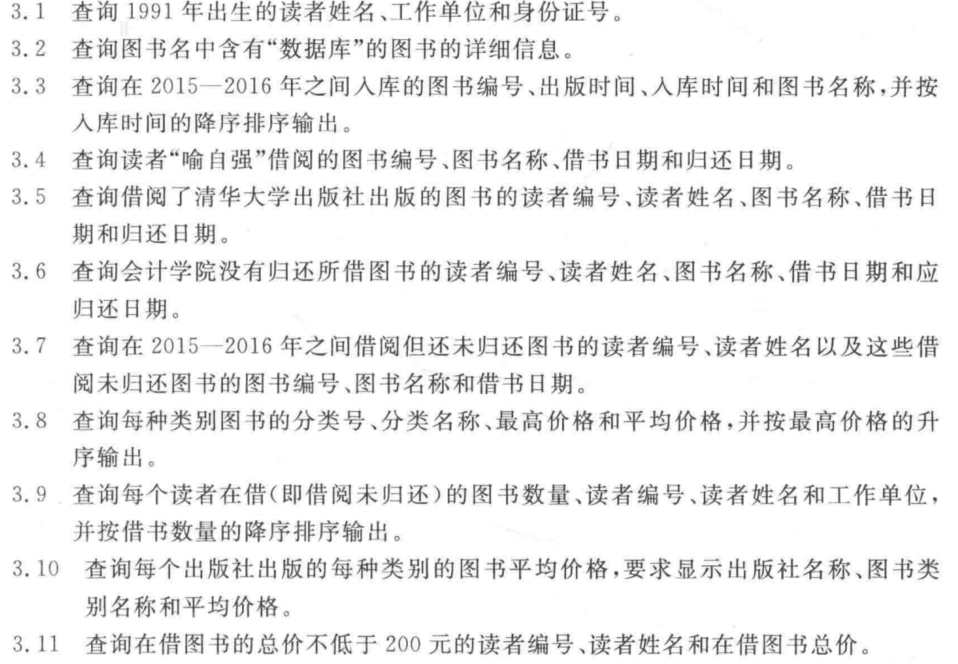 3.1 查询 1991 年出生的读者姓名、工作单位和身份证号。
3.2 查询图书名中含有“数据库”的图书的详细信息。
3.3 查询在 2015—2016 年之间入库的图书编号、出版时间、入库时间和图书名称,并按
入库时间的降序排序输出。
3.4 查询读者“喻自强”借阅的图书编号、图书名称、借书日期和归还日期。
3.5 查询借阅了清华大学出版社出版的图书的读者编号、读者姓名、图书名称、借书日
期和归还日期。
3.6 查询会计学院没有归还所借图书的读者编号、读者姓名、图书名称、借书日期和应
归还日期。
3.7 查询在 2015—2016 年之间借阅但还未归还图书的读者编号、读者姓名以及这些借
阅未归还图书的图书编号、图书名称和借书日期。
3.8 查询每种类别图书的分类号、分类名称、最高价格和平均价格,并按最高价格的升
序输出。
3.9 查询每个读者在借(即借阅未归还)的图书数量、读者编号、读者姓名和工作单位,
并按借书数量的降序排序输出。
3.10 查询每个出版社出版的每种类别的图书平均价格,要求显示出版社名称、图书类
别名称和平均价格。
3.11 查询在借图书的总价不低于 200 元的读者编号、读者姓名和在借图书总价。